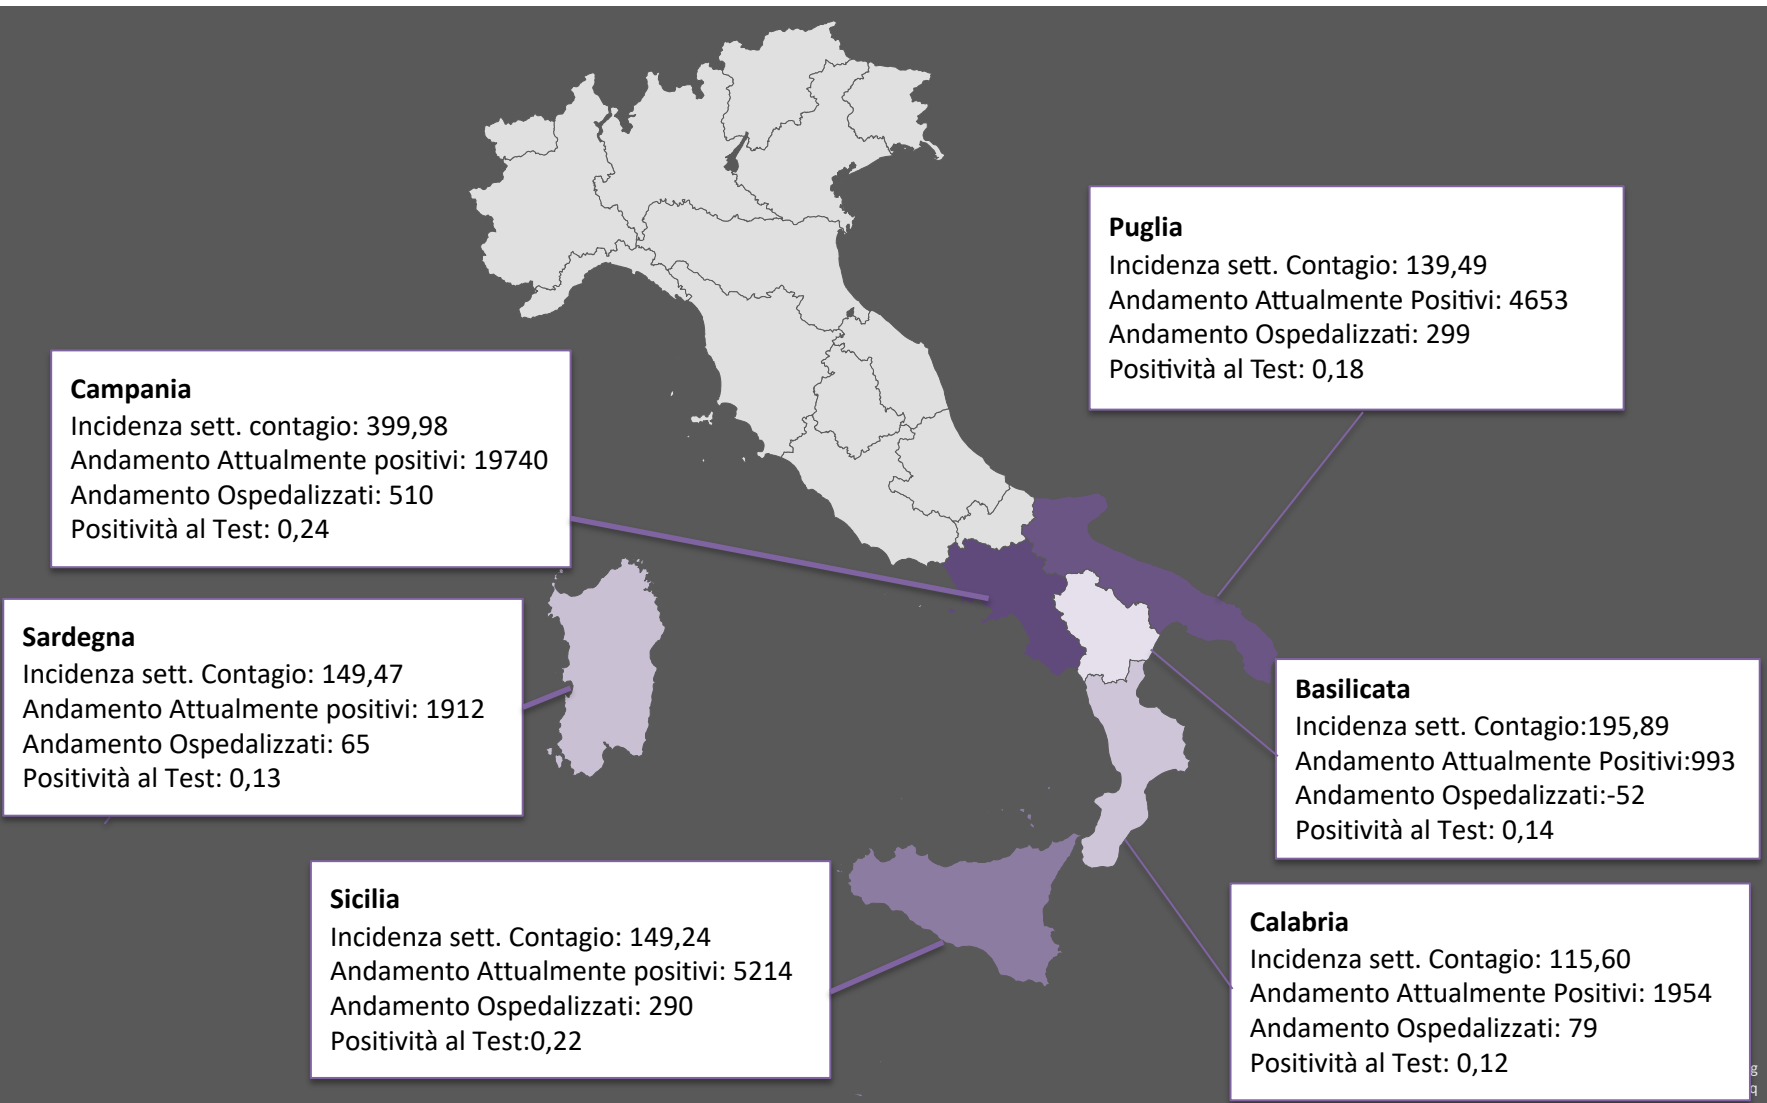 Puglia
Incidenza sett. Contagio: 139,49
Andamento Attualmente Positivi: 4653
Andamento Ospedalizzati: 299
Positività al Test: 0,18
Campania
Incidenza sett. contagio: 399,98
Andamento Attualmente positivi: 19740
Andamento Ospedalizzati: 510
Positività al Test: 0,24
Sardegna
Incidenza sett. Contagio: 149,47
Andamento Attualmente positivi: 1912
Andamento Ospedalizzati: 65
Positività al Test: 0,13
Basilicata
Incidenza sett. Contagio:195,89
Andamento Attualmente Positivi:993
Andamento Ospedalizzati:-52
Positività al Test: 0,14
Sicilia
Incidenza sett. Contagio: 149,24
Andamento Attualmente positivi: 5214
Andamento Ospedalizzati: 290
Positività al Test:0,22
Calabria
Incidenza sett. Contagio: 115,60
Andamento Attualmente Positivi: 1954
Andamento Ospedalizzati: 79
Positività al Test: 0,12